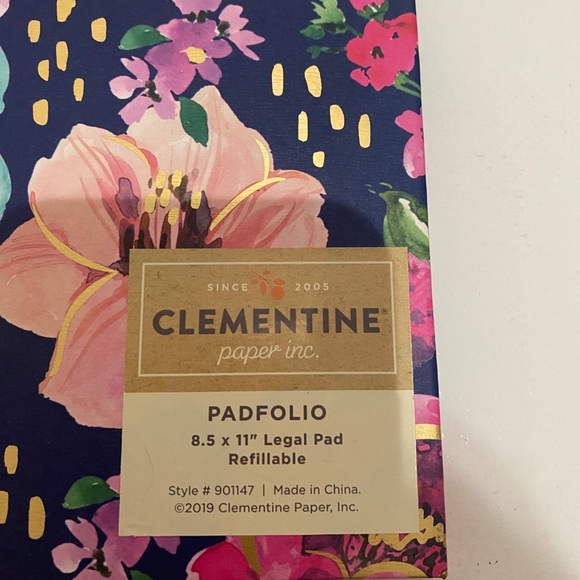 SINCE 2005
CLEMENTINE®
paper inc.
PADFOLIO
8.5 x 11" Legal Pad
Refillable
Style # 901147 | Made in China.
©2019 Clementine Paper, Inc.